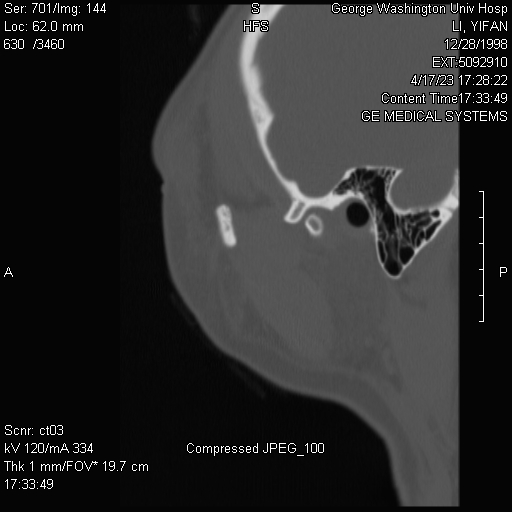 Ser: 701/Img: 144
Loc: 62.0 mm
630 /3460
S
HFS
George Washington Univ Hosp
LI, YIFAN
12/28/1998
EXT:5092910
4/17/23 17:28:22
Content Time17:33:49
GE MEDICAL SYSTEMS
A
P
Scnr: ct03
kV 120/mA 334
Thk 1 mm/FOV* 19.7 cm
17:33:49
Compressed JPEG_100